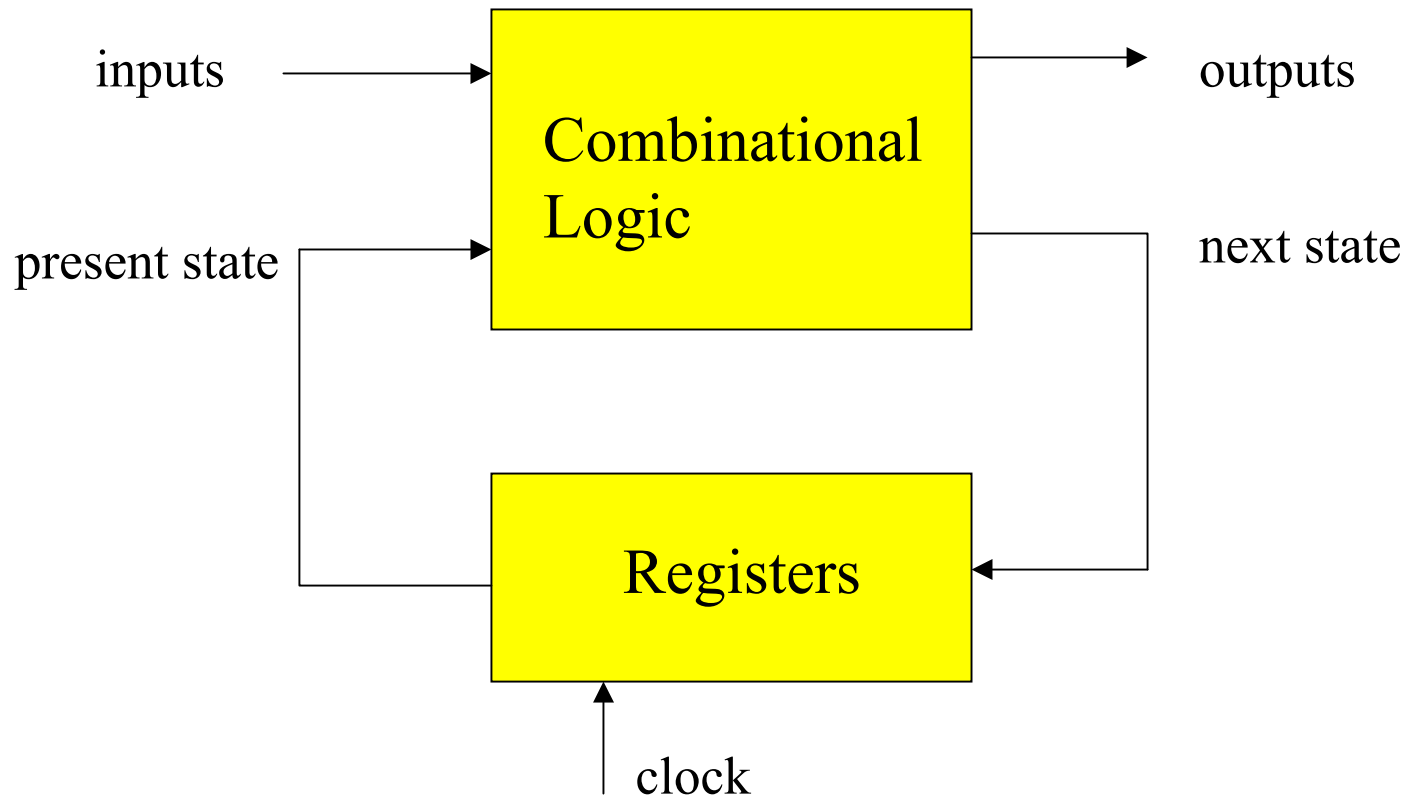 inputs
outputs
Combinational
Logic
present state
next state
Registers
clock